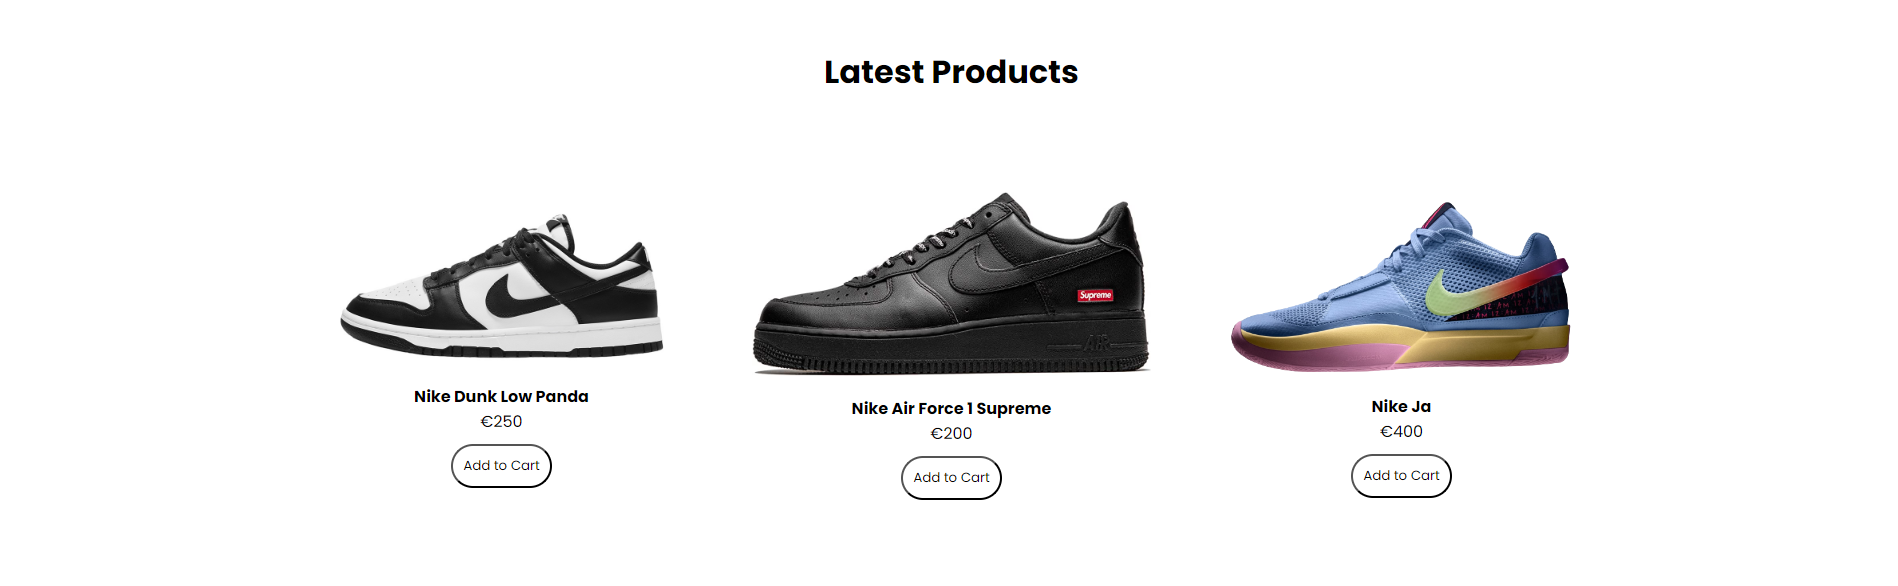 Latest Products
Supreme
AIR
Nike Dunk Low Panda
€250
Add to Cart
Nike Air Force 1 Supreme
€200
Add to Cart
Nike Ja
€400
Add to Cart